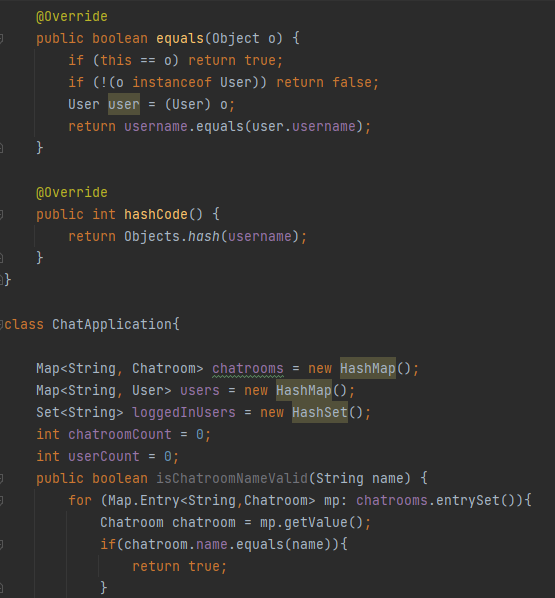 @Override
public boolean equals(Object o) {
if (this == o) return true;
if (!(o instanceof User)) return false;
User user = (User) o;
return username.equals(user.username);
}
@Override
public int hashCode() {
return Objects.hash(username);
}
}
class ChatApplication{
Map<String, Chatroom> chatrooms = new HashMap();
Map<String, User> users = new HashMap();
Set<String> loggedInUsers = new HashSet();
int chatroomCount = 0;
int userCount = 0;
public boolean isChatroomNameValid(String name) {
for (Map.Entry<String,Chatroom> mp: chatrooms.entrySet()){
Chatroom chatroom = mp.getValue();
if(chatroom.name.equals(name)){
return true;
}